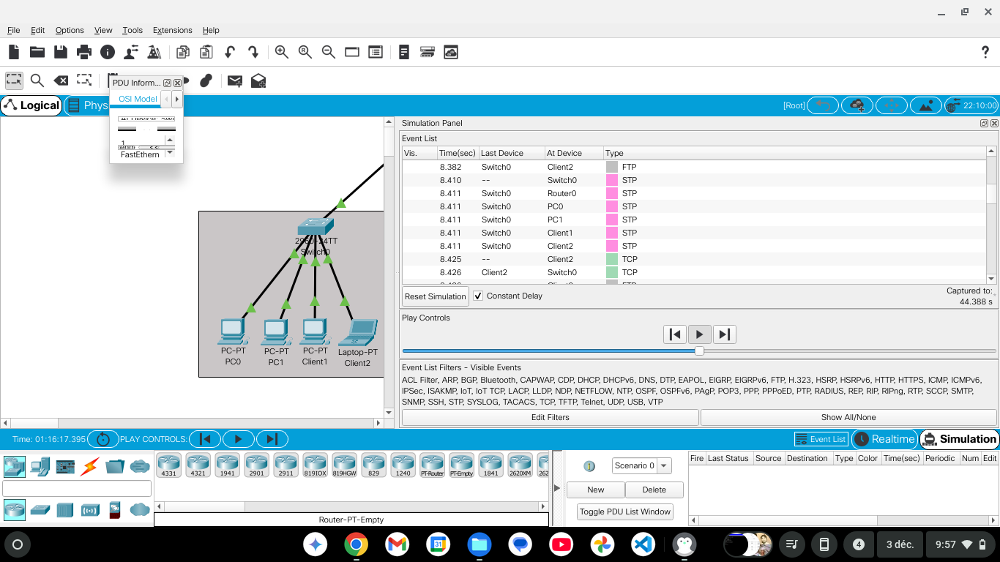 File Edit Options View Tools Extensions Help
PDU Inform...
OSI Model
FastEthern
Logical
Phys
[Root]
22:10:00
2960-24TT
Switch0
PC-PT
PC0
PC-PT
PC1
PC-PT
Client1
Laptop-PT
Client2
Simulation Panel
Event List
Vis. Time(sec) Last Device At Device Type
8.382 Switch0 Client2 FTP
8.410 -- Switch0 STP
8.411 Switch0 Router0 STP
8.411 Switch0 PC0 STP
8.411 Switch0 PC1 STP
8.411 Switch0 Client1 STP
8.411 Switch0 Client2 STP
8.425 -- Client2 TCP
8.426 Client2 Switch0 TCP
Reset Simulation
Constant Delay
Captured to:
44.388 s
Play Controls
Event List Filters - Visible Events
ACL Filter, ARP, BGP, Bluetooth, CAPWAP, CDP, DHCP, DHCPv6, DNS, DTP, EAPOL, EIGRP, EIGRPv6, FTP, H.323, HSRP, HSRPv6, HTTP, HTTPS, ICMP, ICMPv6,
IPSec, ISAKMP, IoT, IoT TCP, LACP, LLDP, NDP, NETFLOW, NTP, OSPF, OSPFv6, PAgP, POP3, PPP, PPPoED, PTP, RADIUS, REP, RIP, RIPng, RTP, SCCP, SMTP,
SNMP, SSH, STP, SYSLOG, TACACS, TCP, TFTP, Telnet, UDP, USB, VTP
Edit Filters
Show All/None
Time: 01:16:17.395
PLAY CONTROLS:
Event List
Realtime
Simulation
4331 4321 1941 2901 2911 819IOX 819HGW 829 1240 PT-Router PT-Empty 1841 2620XM 262
Router-PT-Empty
Scenario 0
New
Delete
Toggle PDU List Window
Fire Last Status Source Destination Type Color Time(sec) Periodic Num Edit
31
4
3 déc.
9:57